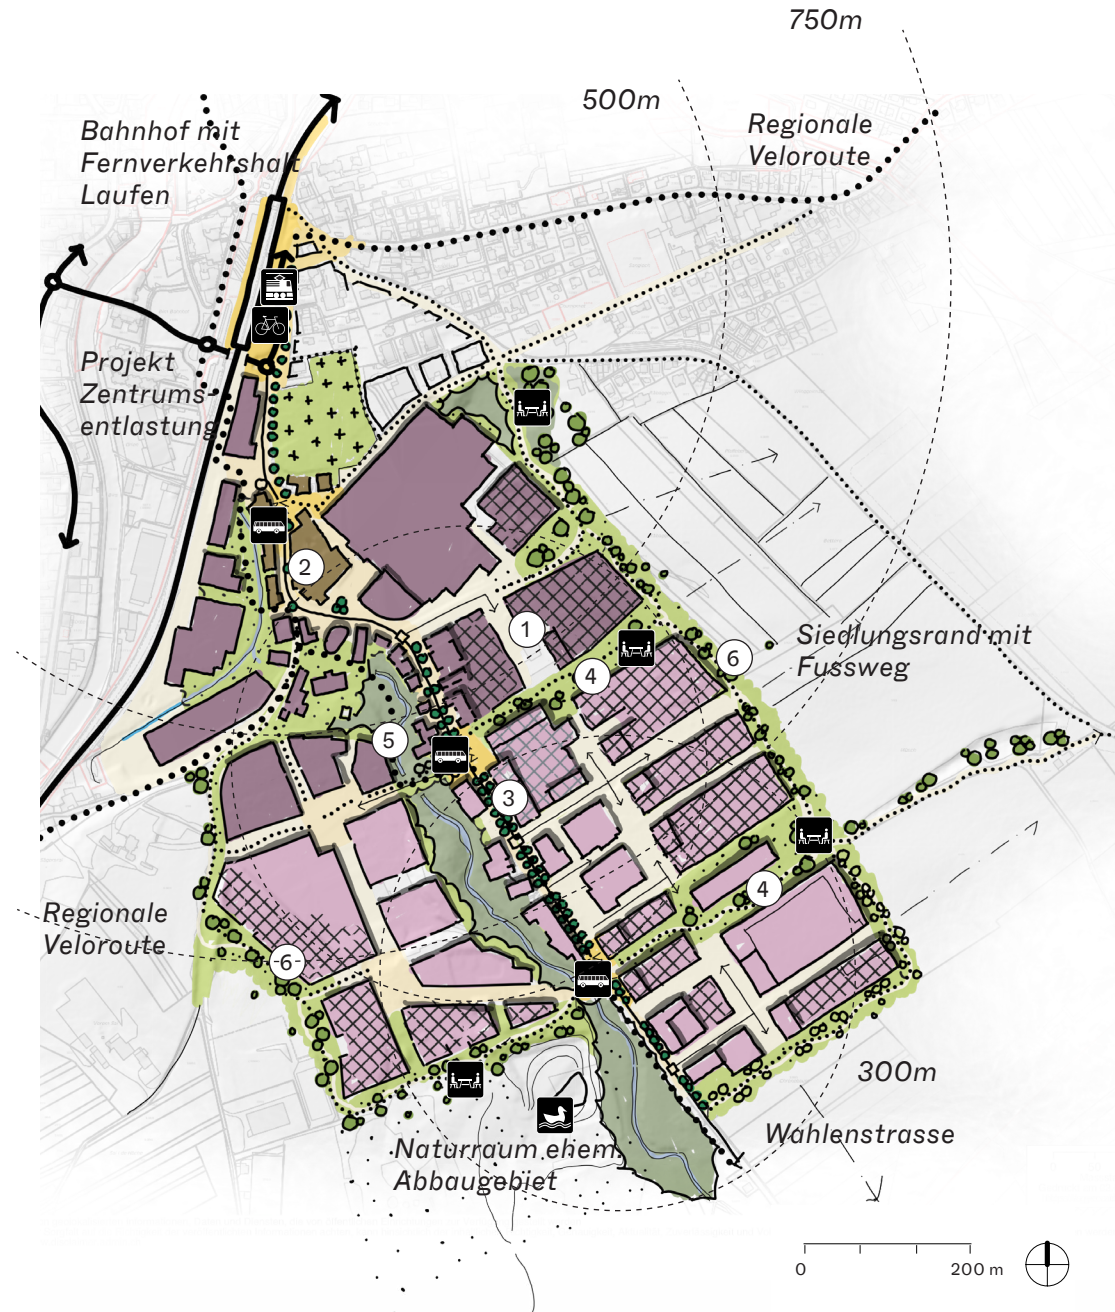 750m
500m
Regionale
Veloroute
Bahnhof mit
Fernverkehrshalt
Laufen
Projekt
Zentrums-
entlastung
2
1
Siedlungsrand mit
Fussweg
6
4
5
3
4
Regionale
Veloroute
6
300m
Wahlenstrasse
Naturraum ehem.
Abbaugebiet
0
200 m